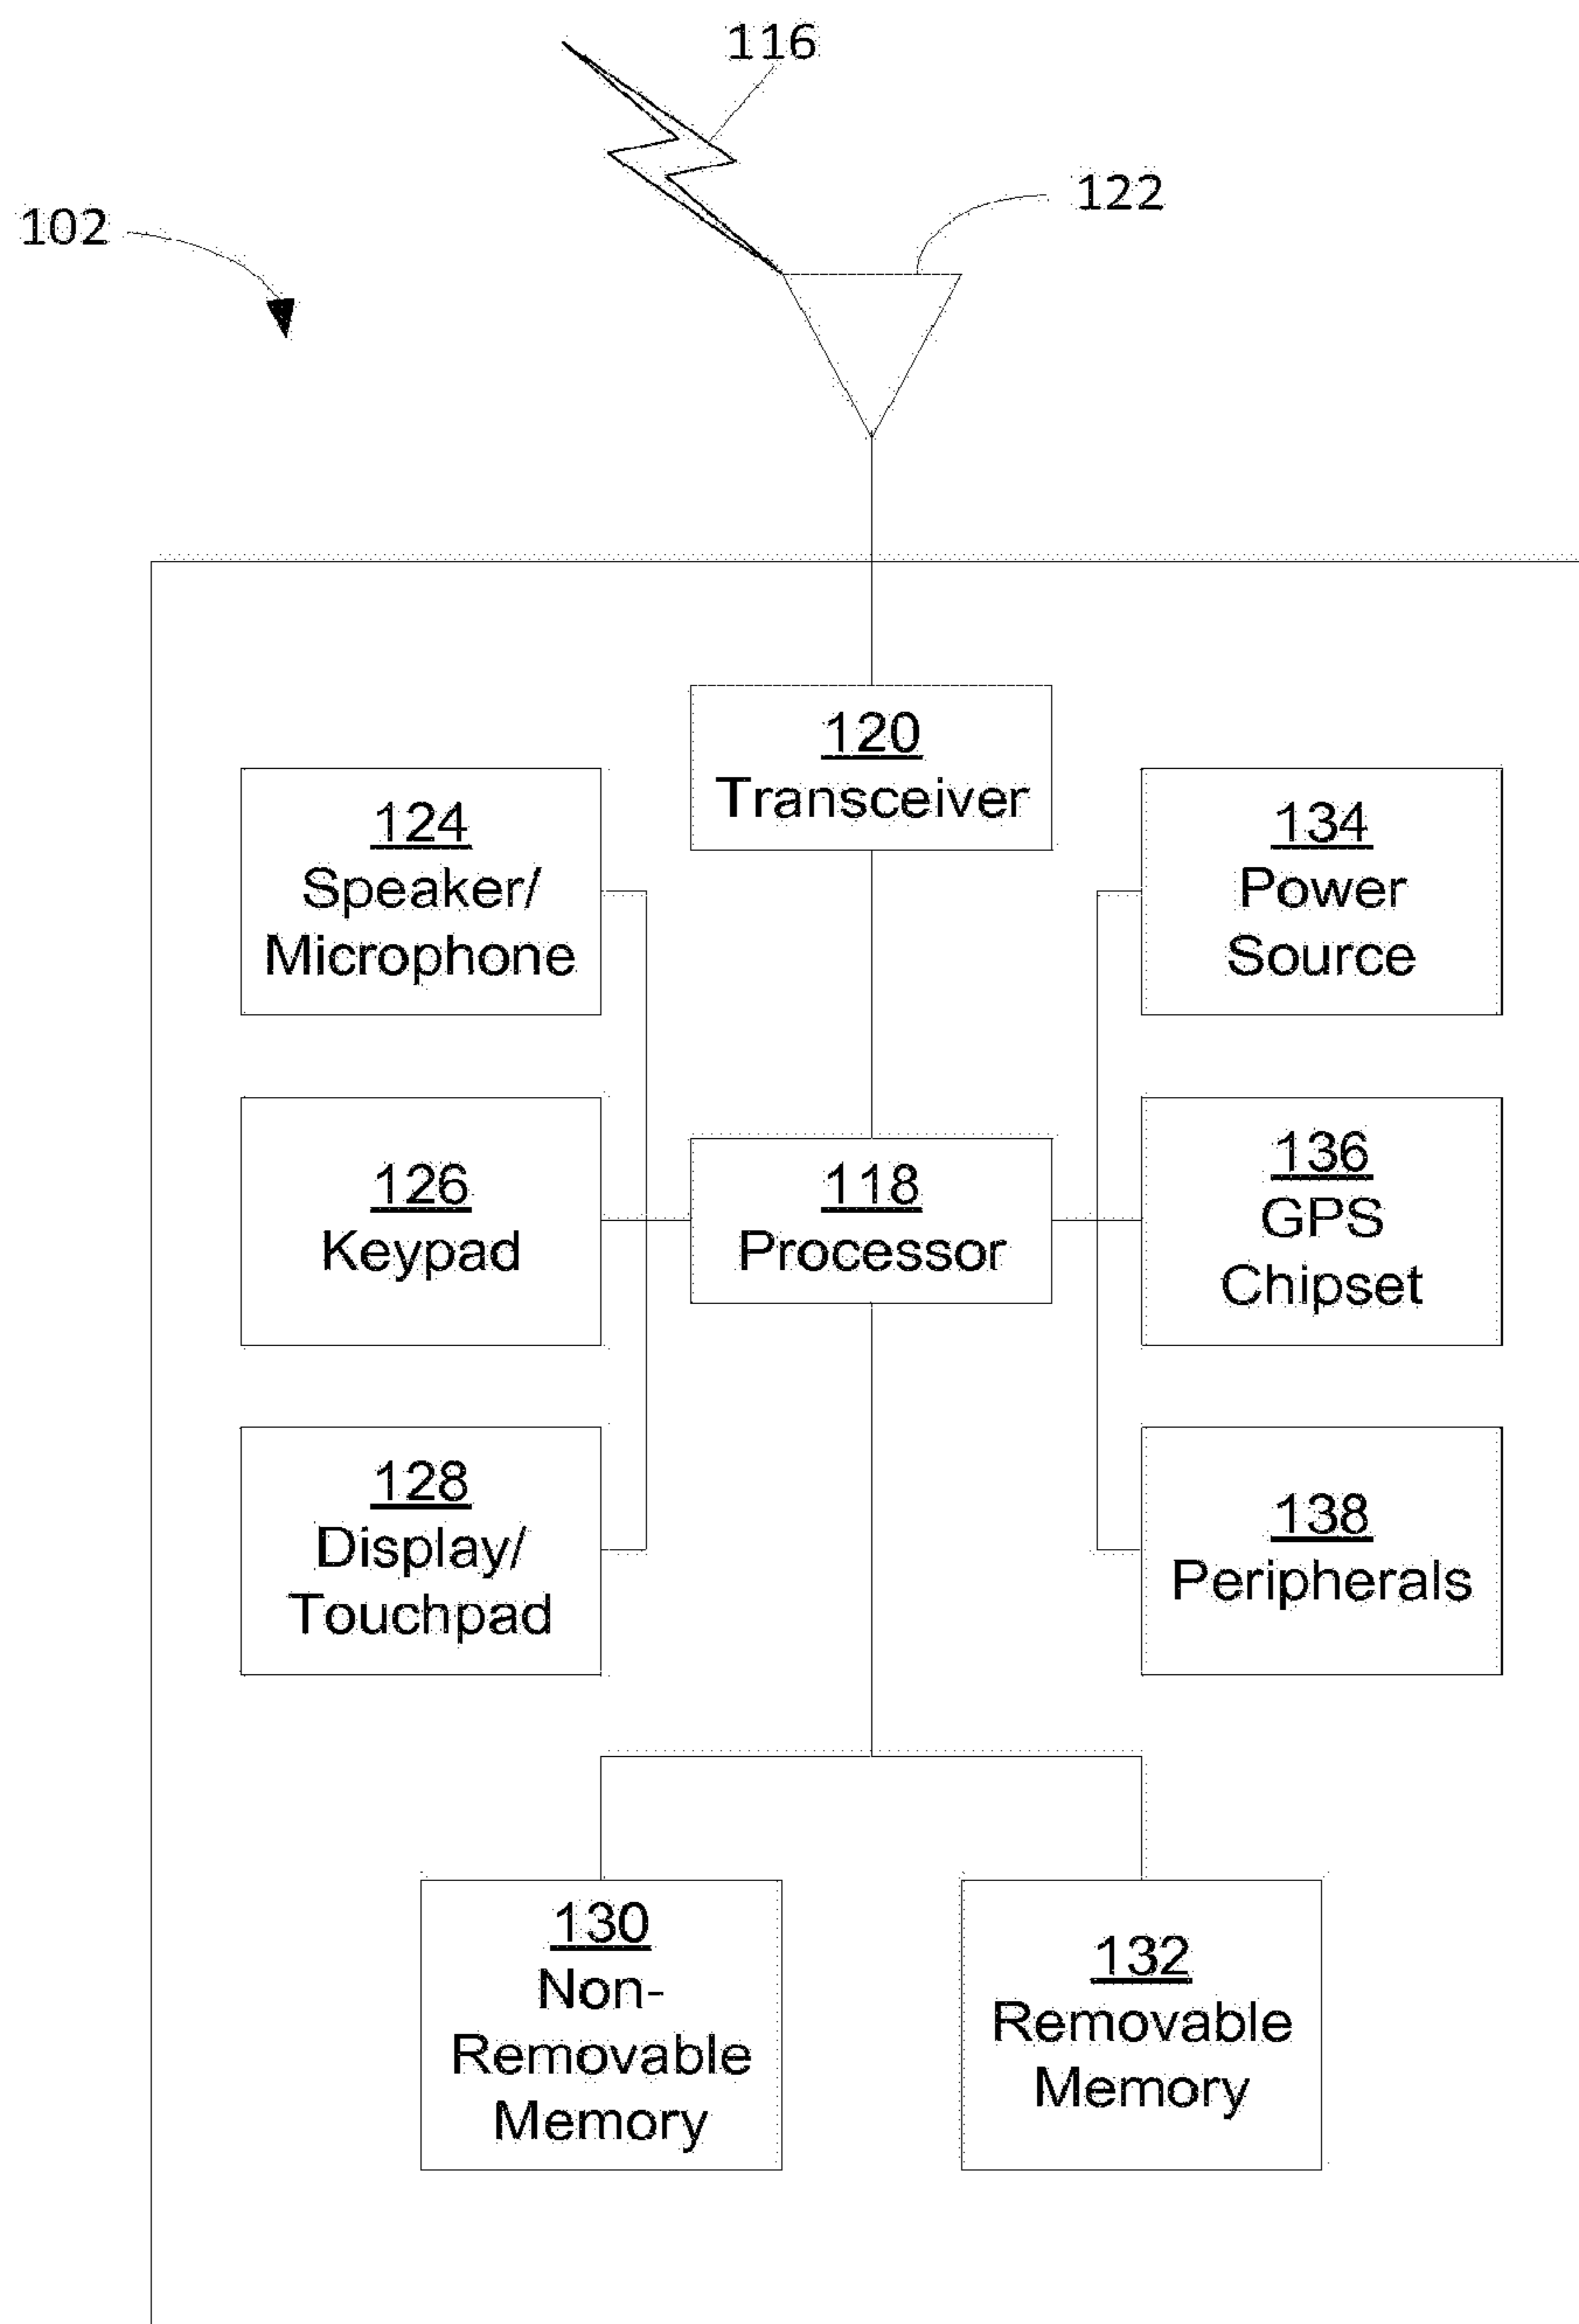 116
122
102
120
Transceiver
124
Speaker/
Microphone
134
Power
Source
126
Keypad
118
Processor
136
GPS
Chipset
128
Display/
Touchpad
138
Peripherals
130
Non-
Removable
Memory
132
Removable
Memory